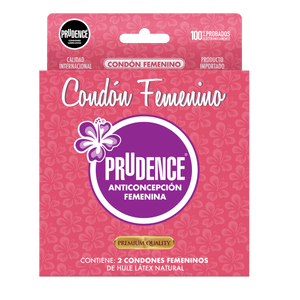 PRUDENCE
100%
PROBADOS
CALIDAD
INTERNACIONAL
CONDÓN FEMENINO
PRODUCTO
IMPORTADO
Condón Femenino
PRUDENCE®
ANTICONCEPCIÓN
FEMENINA
PREMIUM QUALITY
CONTIENE: 2 CONDONES FEMENINOS
DE HULE LÁTEX NATURAL